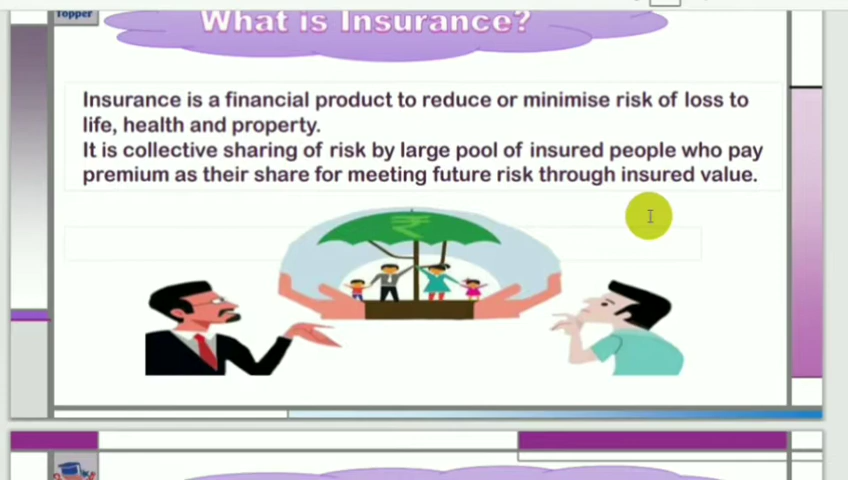 Topper
What is Insurance?
Insurance is a financial product to reduce or minimise risk of loss to
life, health and property.
It is collective sharing of risk by large pool of insured people who pay
premium as their share for meeting future risk through insured value.
₹